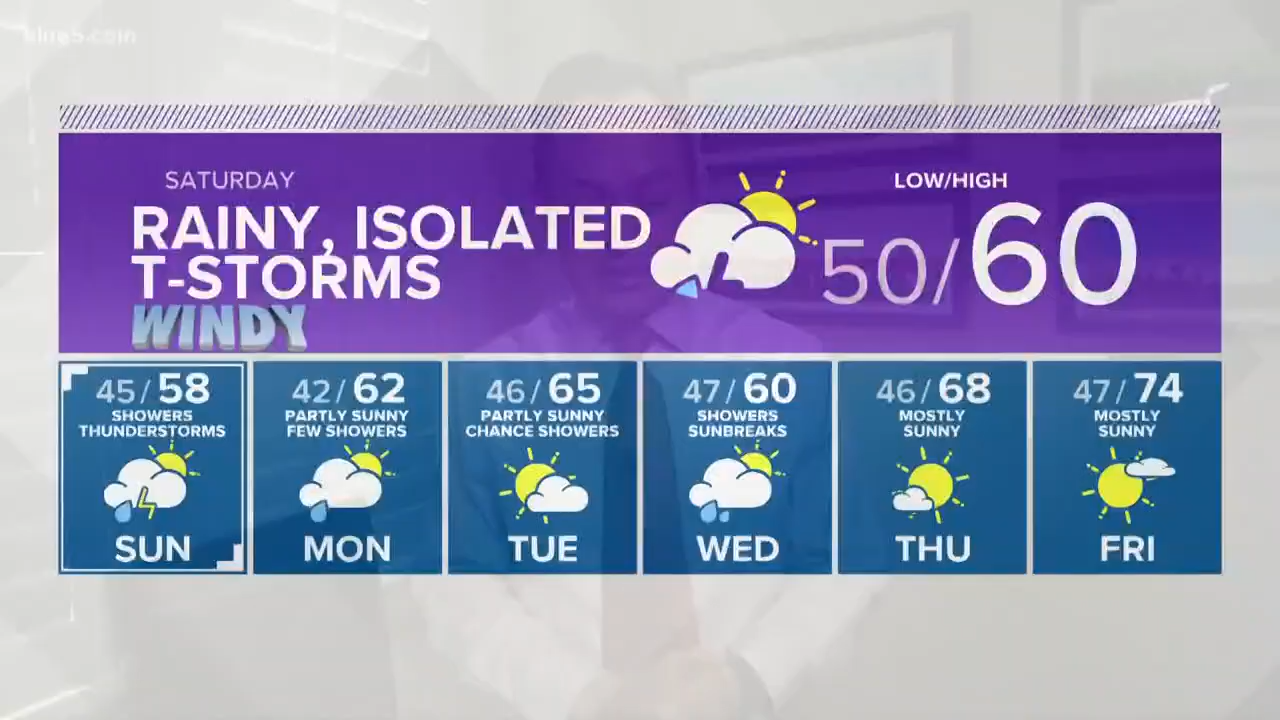 king5.com
SATURDAY
LOW/HIGH
RAINY, ISOLATED
T-STORMS
WINDY
50/60
45/58
SHOWERS
THUNDERSTORMS
SUN
42/62
PARTLY SUNNY
FEW SHOWERS
MON
46/65
PARTLY SUNNY
CHANCE SHOWERS
TUE
47/60
SHOWERS
SUNBREAKS
WED
46/68
MOSTLY
SUNNY
THU
47/74
MOSTLY
SUNNY
FRI